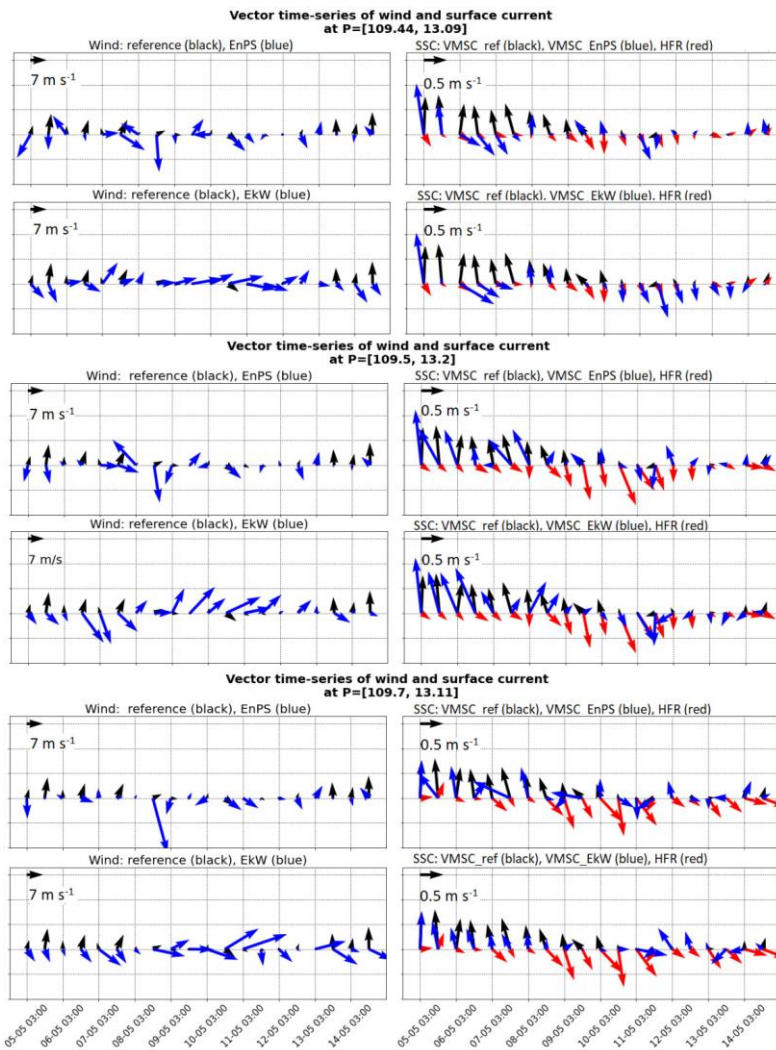 Vector time-series of wind and surface current
at P=[109.44, 13.09]
Wind: reference (black), EnPS (blue)
SSC: VMSC_ref (black), VMSC_EnPS (blue), HFR (red)
7 m s⁻¹
0.5 m s⁻¹
Wind: reference (black), EkW (blue)
SSC: VMSC_ref (black), VMSC_EkW (blue), HFR (red)
7 m s⁻¹
0.5 m s⁻¹
Vector time-series of wind and surface current
at P=[109.5, 13.2]
Wind: reference (black), EnPS (blue)
SSC: VMSC_ref (black), VMSC_EnPS (blue), HFR (red)
7 m s⁻¹
0.5 m s⁻¹
Wind: reference (black), EkW (blue)
SSC: VMSC_ref (black), VMSC_EkW (blue), HFR (red)
7 m/s
0.5 m s⁻¹
Vector time-series of wind and surface current
at P=[109.7, 13.11]
Wind: reference (black), EnPS (blue)
SSC: VMSC_ref (black), VMSC_EnPS (blue), HFR (red)
7 m s⁻¹
0.5 m s⁻¹
Wind: reference (black), EkW (blue)
SSC: VMSC_ref (black), VMSC_EkW (blue), HFR (red)
7 m s⁻¹
0.5 m s⁻¹
05-05 03:00 06-05 03:00 07-05 03:00 08-05 03:00 09-05 03:00 10-05 03:00 11-05 03:00 12-05 03:00 13-05 03:00 14-05 03:00
05-05 03:00 06-05 03:00 07-05 03:00 08-05 03:00 09-05 03:00 10-05 03:00 11-05 03:00 12-05 03:00 13-05 03:00 14-05 03:00